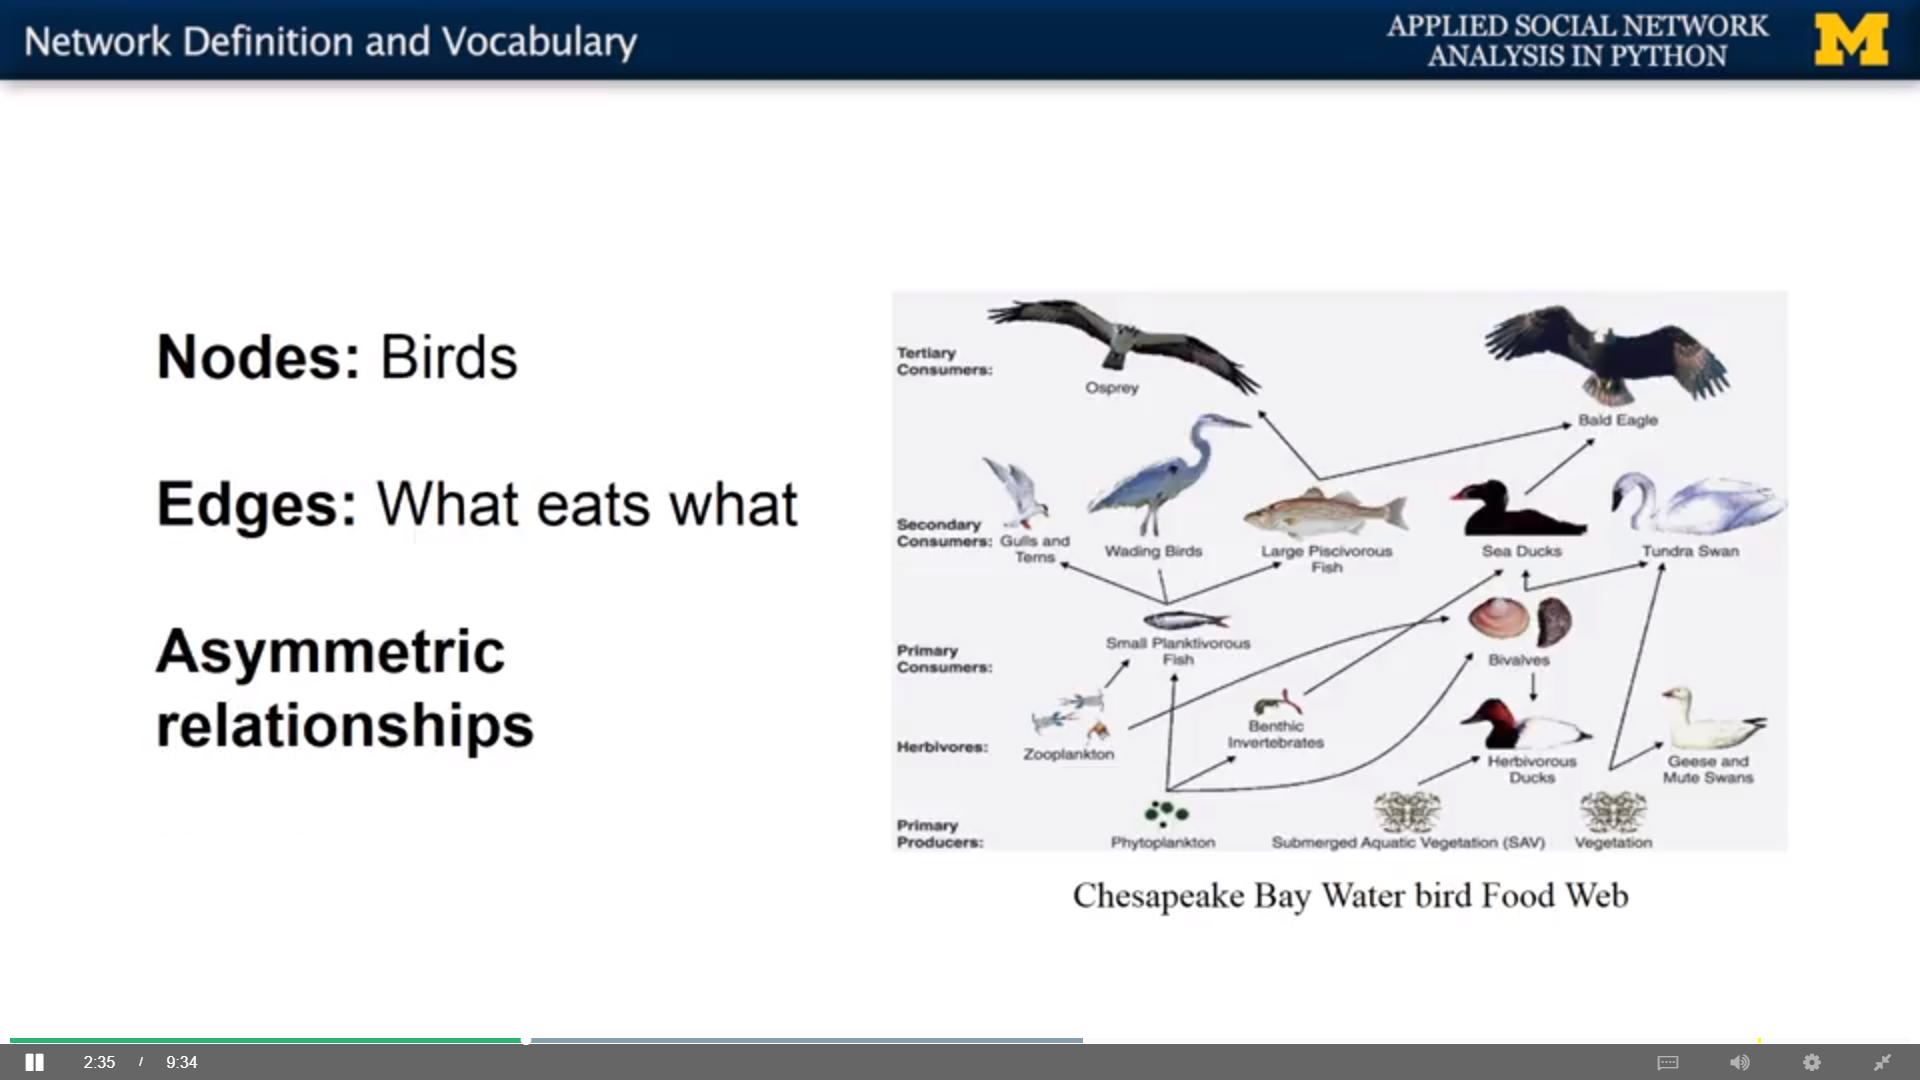 Network Definition and Vocabulary
APPLIED SOCIAL NETWORK
ANALYSIS IN PYTHON
M
Nodes: Birds
Edges: What eats what
Asymmetric
relationships
Tertiary
Consumers:
Osprey
Bald Eagle
Secondary
Consumers:
Gulls and
Terns
Wading Birds
Large Piscivorous
Fish
Sea Ducks
Tundra Swan
Primary
Consumers:
Small Planktivorous
Fish
Bivalves
Herbivores:
Zooplankton
Benthic
Invertebrates
Herbivorous
Ducks
Geese and
Mute Swans
Primary
Producers:
Phytoplankton
Submerged Aquatic Vegetation (SAV)
Vegetation
Chesapeake Bay Water bird Food Web
2:35 / 9:34